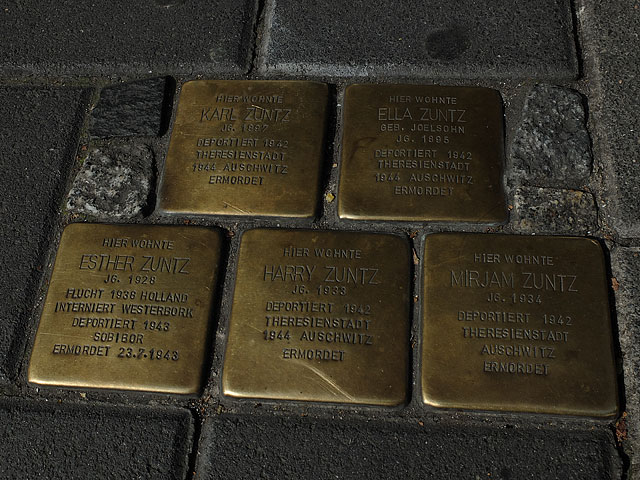 HIER WOHNTE
KARL ZUNTZ
JG. 1897
DEPORTIERT 1942
THERESIENSTADT
1944 AUSCHWITZ
ERMORDET
HIER WOHNTE
ELLA ZUNTZ
GEB. JOELSOHN
JG. 1895
DEPORTIERT 1942
THERESIENSTADT
1944 AUSCHWITZ
ERMORDET
HIER WOHNTE
ESTHER ZUNTZ
JG. 1928
FLUCHT 1938 HOLLAND
INTERNIERT WESTERBORK
DEPORTIERT 1943
SOBIBOR
ERMORDET 23.7.1943
HIER WOHNTE
HARRY ZUNTZ
JG. 1933
DEPORTIERT 1942
THERESIENSTADT
1944 AUSCHWITZ
ERMORDET
HIER WOHNTE
MIRJAM ZUNTZ
JG. 1934
DEPORTIERT 1942
THERESIENSTADT
AUSCHWITZ
ERMORDET